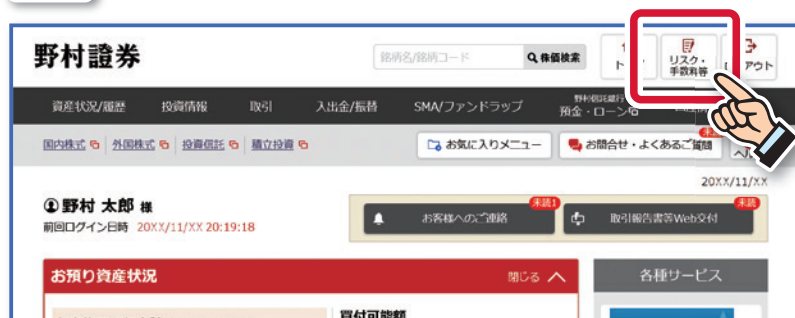 野村證券
銘柄名/銘柄コード 株価検索
リスク・
手数料等
資産状況/履歴 投資情報 取引 入出金/振替 SMA/ファンドラップ
野村信託銀行
預金・ローン
国内株式 外国株式 投資信託 積立投資 お気に入りメニュー お問合せ・よくあるご質問
20XX/11/XX
①野村 太郎 様
前回ログイン日時 20XX/11/XX 20:19:18
お客様へのご連絡 未読1 取引報告書等Web交付 未読
お預り資産状況 閉じる 各種サービス
買付可能額